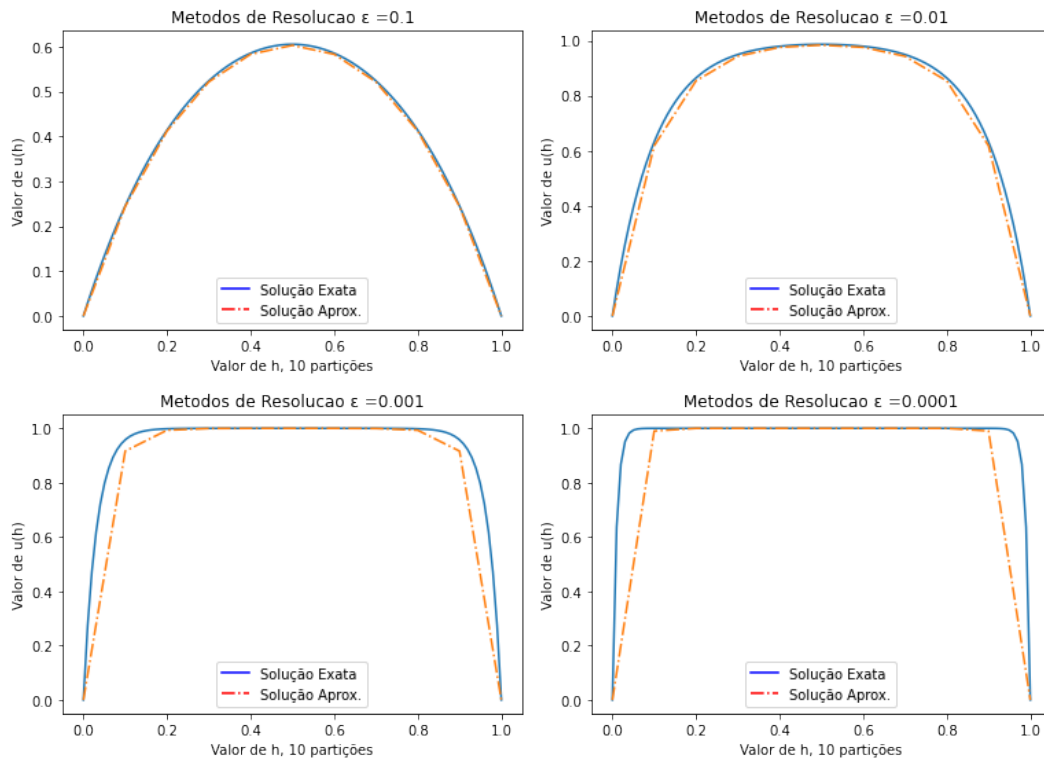 Metodos de Resolucao ε =0.1
0.6
0.5
0.4
0.3
0.2
0.1
0.0
Valor de u(h)
Solução Exata
Solução Aprox.
0.0 0.2 0.4 0.6 0.8 1.0
Valor de h, 10 partições
Metodos de Resolucao ε =0.01
1.0
0.8
0.6
0.4
0.2
0.0
Valor de u(h)
Solução Exata
Solução Aprox.
0.0 0.2 0.4 0.6 0.8 1.0
Valor de h, 10 partições
Metodos de Resolucao ε =0.001
1.0
0.8
0.6
0.4
0.2
0.0
Valor de u(h)
Solução Exata
Solução Aprox.
0.0 0.2 0.4 0.6 0.8 1.0
Valor de h, 10 partições
Metodos de Resolucao ε =0.0001
1.0
0.8
0.6
0.4
0.2
0.0
Valor de u(h)
Solução Exata
Solução Aprox.
0.0 0.2 0.4 0.6 0.8 1.0
Valor de h, 10 partições